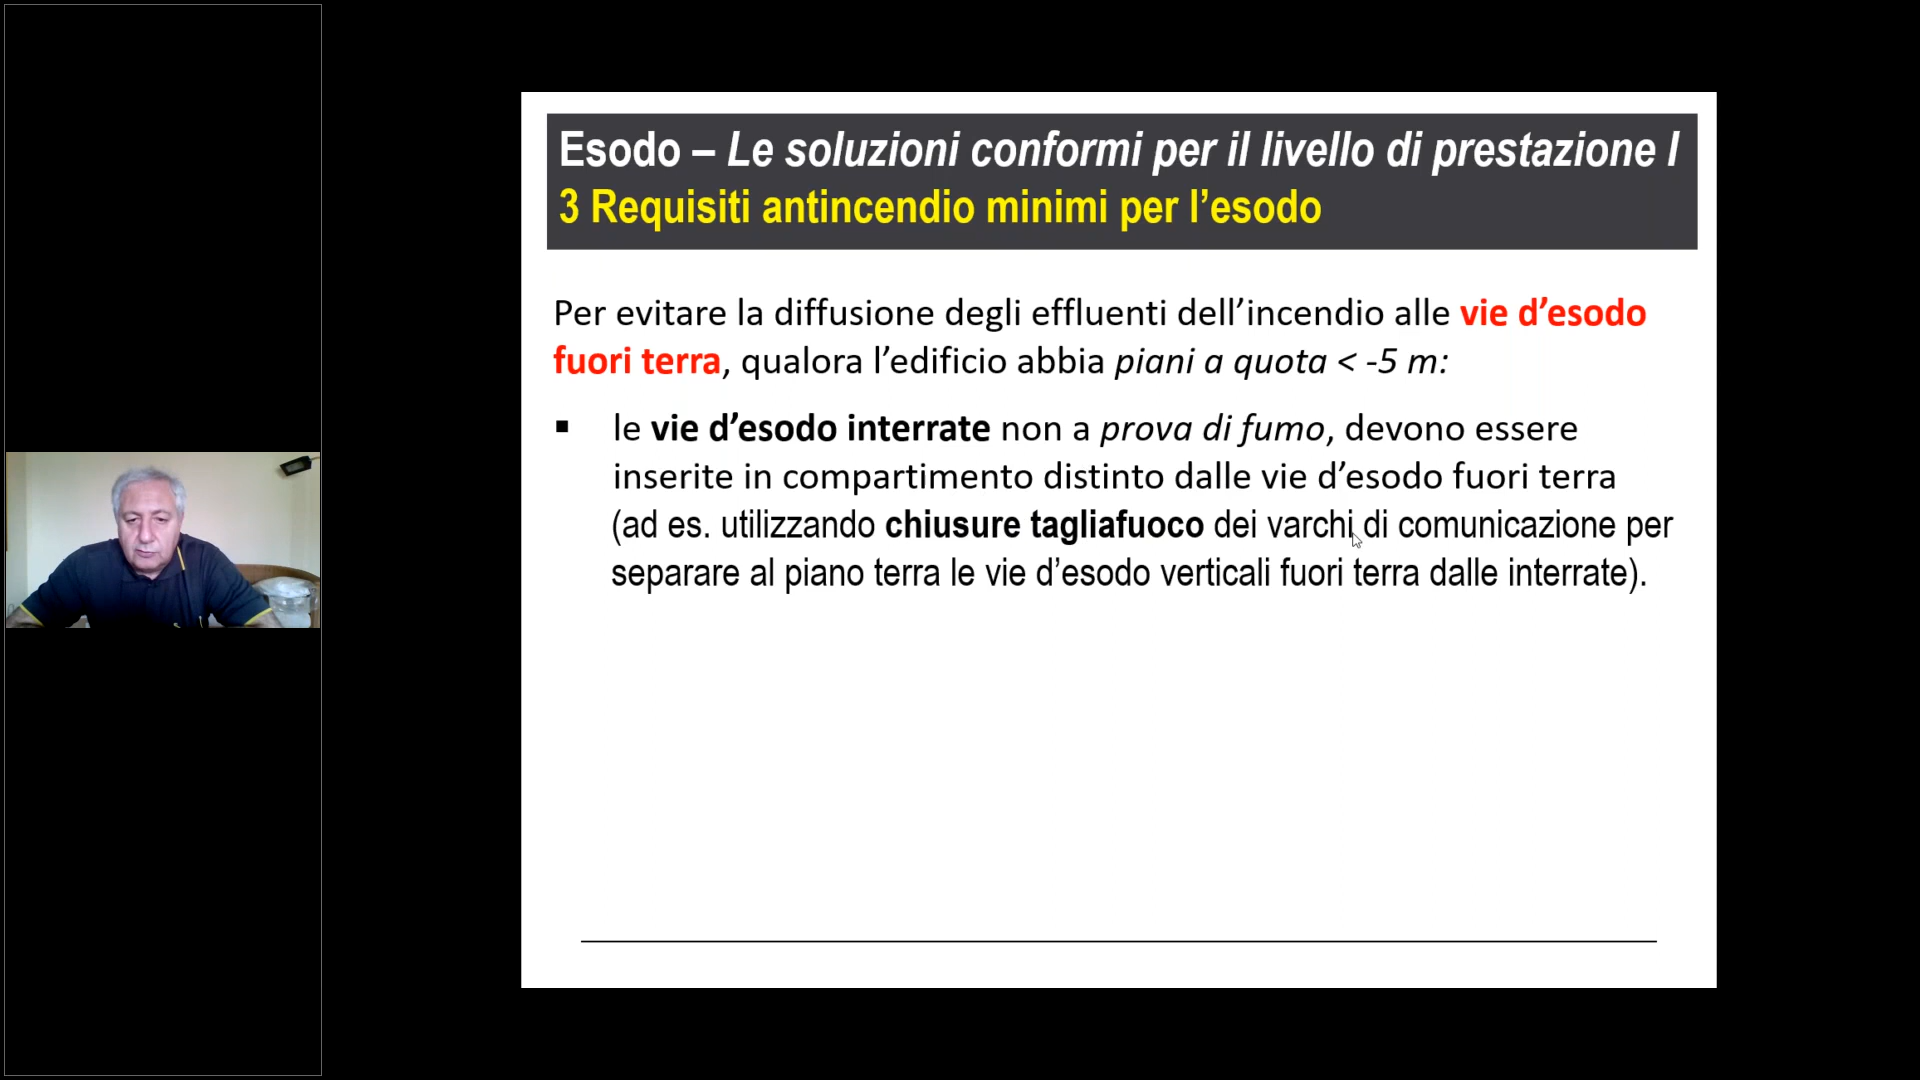 Esodo – Le soluzioni conformi per il livello di prestazione I
3 Requisiti antincendio minimi per l’esodo
Per evitare la diffusione degli effluenti dell’incendio alle vie d’esodo
fuori terra, qualora l’edificio abbia piani a quota < -5 m:
▪ le vie d’esodo interrate non a prova di fumo, devono essere
inserite in compartimento distinto dalle vie d’esodo fuori terra
(ad es. utilizzando chiusure tagliafuoco dei varchi di comunicazione per
separare al piano terra le vie d’esodo verticali fuori terra dalle interrate).